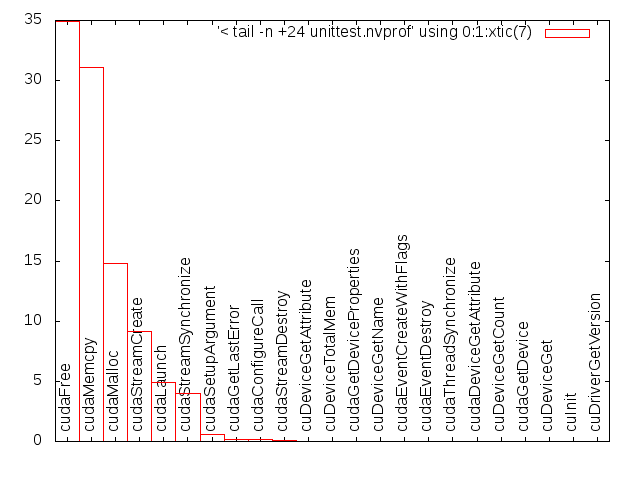 '< tail -n +24 unittest.nvprof' using 0:1:xtic(7)
35
30
25
20
15
10
5
0
cudaFree
cudaMemcpy
cudaMalloc
cudaStreamCreate
cudaLaunch
cudaStreamSynchronize
cudaSetupArgument
cudaGetLastError
cudaConfigureCall
cudaStreamDestroy
cuDeviceGetAttribute
cuDeviceTotalMem
cudaGetDeviceProperties
cuDeviceGetName
cudaEventCreateWithFlags
cudaEventDestroy
cudaThreadSynchronize
cudaDeviceGetAttribute
cuDeviceGetCount
cudaGetDevice
cuDeviceGet
cuInit
cuDriverGetVersion